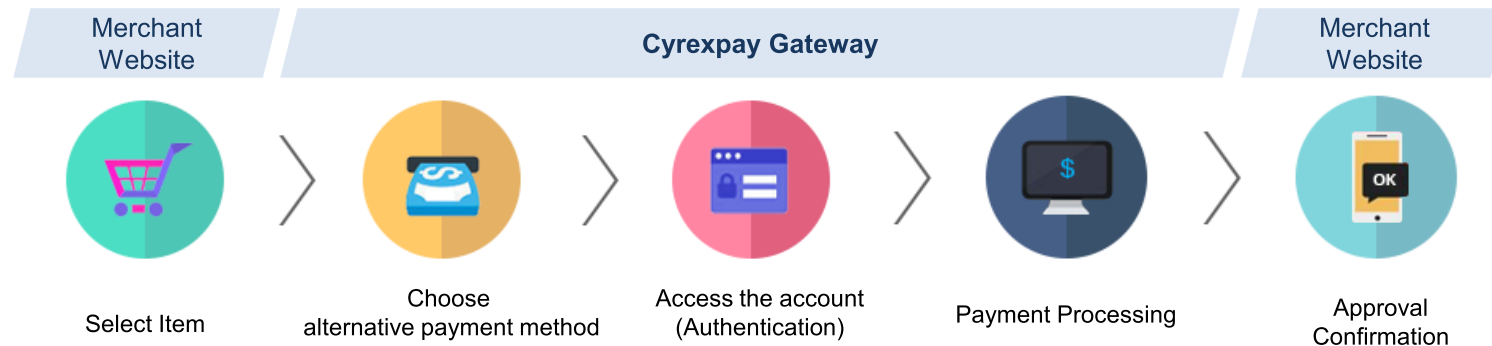 Merchant
Website
Cyrexpay Gateway
Merchant
Website
$
$
OK
Select Item
Choose
alternative payment method
Access the account
(Authentication)
Payment Processing
Approval
Confirmation